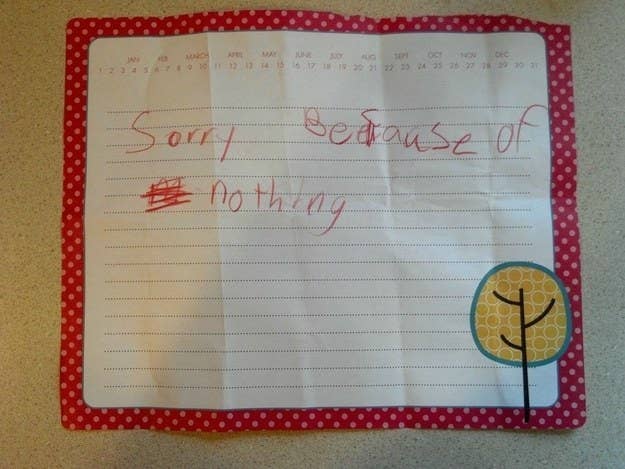 JAN FEB MARCH APRIL MAY JUNE JULY AUG SEPT OCT NOV DEC
1 2 3 4 5 6 7 8 9 10 11 12 13 14 15 16 17 18 19 20 21 22 23 24 25 26 27 28 29 30 31
Sorry Because of
nothing